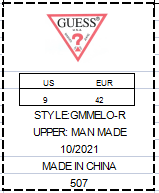 GUESS
U.S.A.
?
US EUR
9 42
STYLE:GMMELO-R
UPPER: MAN MADE
10/2021
MADE IN CHINA
507